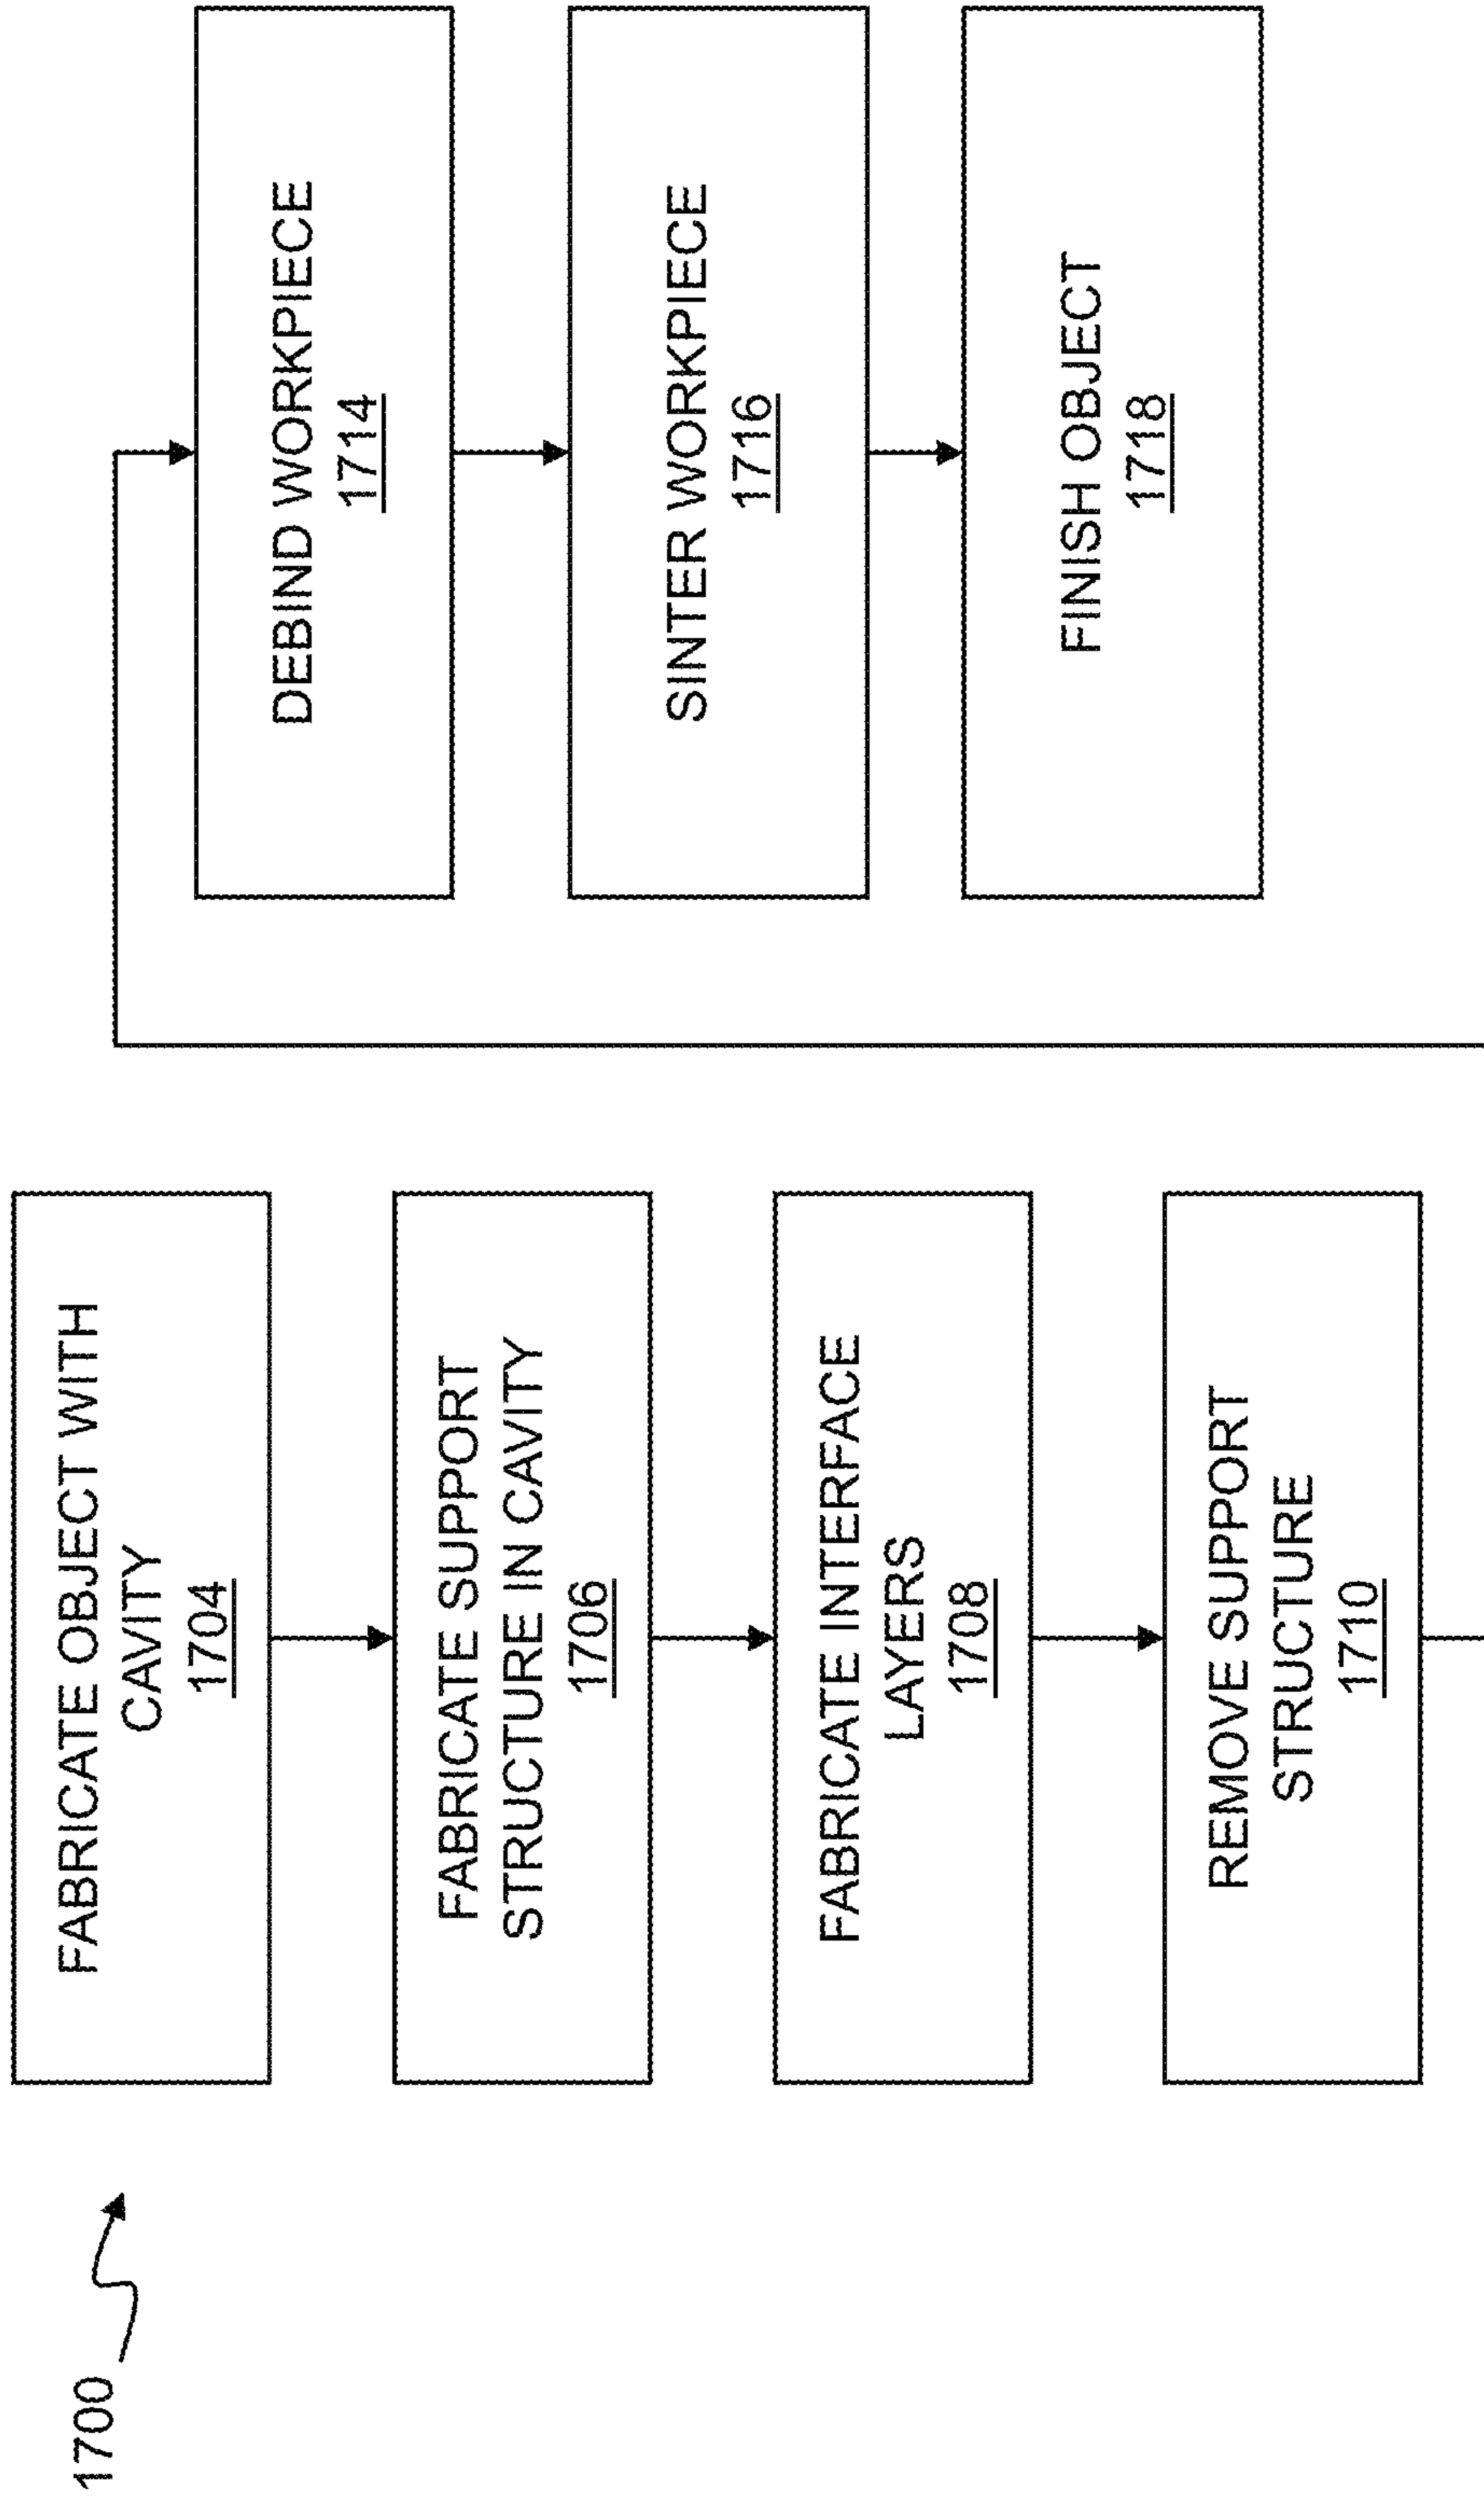 1700
FABRICATE OBJECT WITH
CAVITY
1704
FABRICATE SUPPORT
STRUCTURE IN CAVITY
1706
FABRICATE INTERFACE
LAYERS
1708
REMOVE SUPPORT
STRUCTURE
1710
DEBIND WORKPIECE
1714
SINTER WORKPIECE
1716
FINISH OBJECT
1718